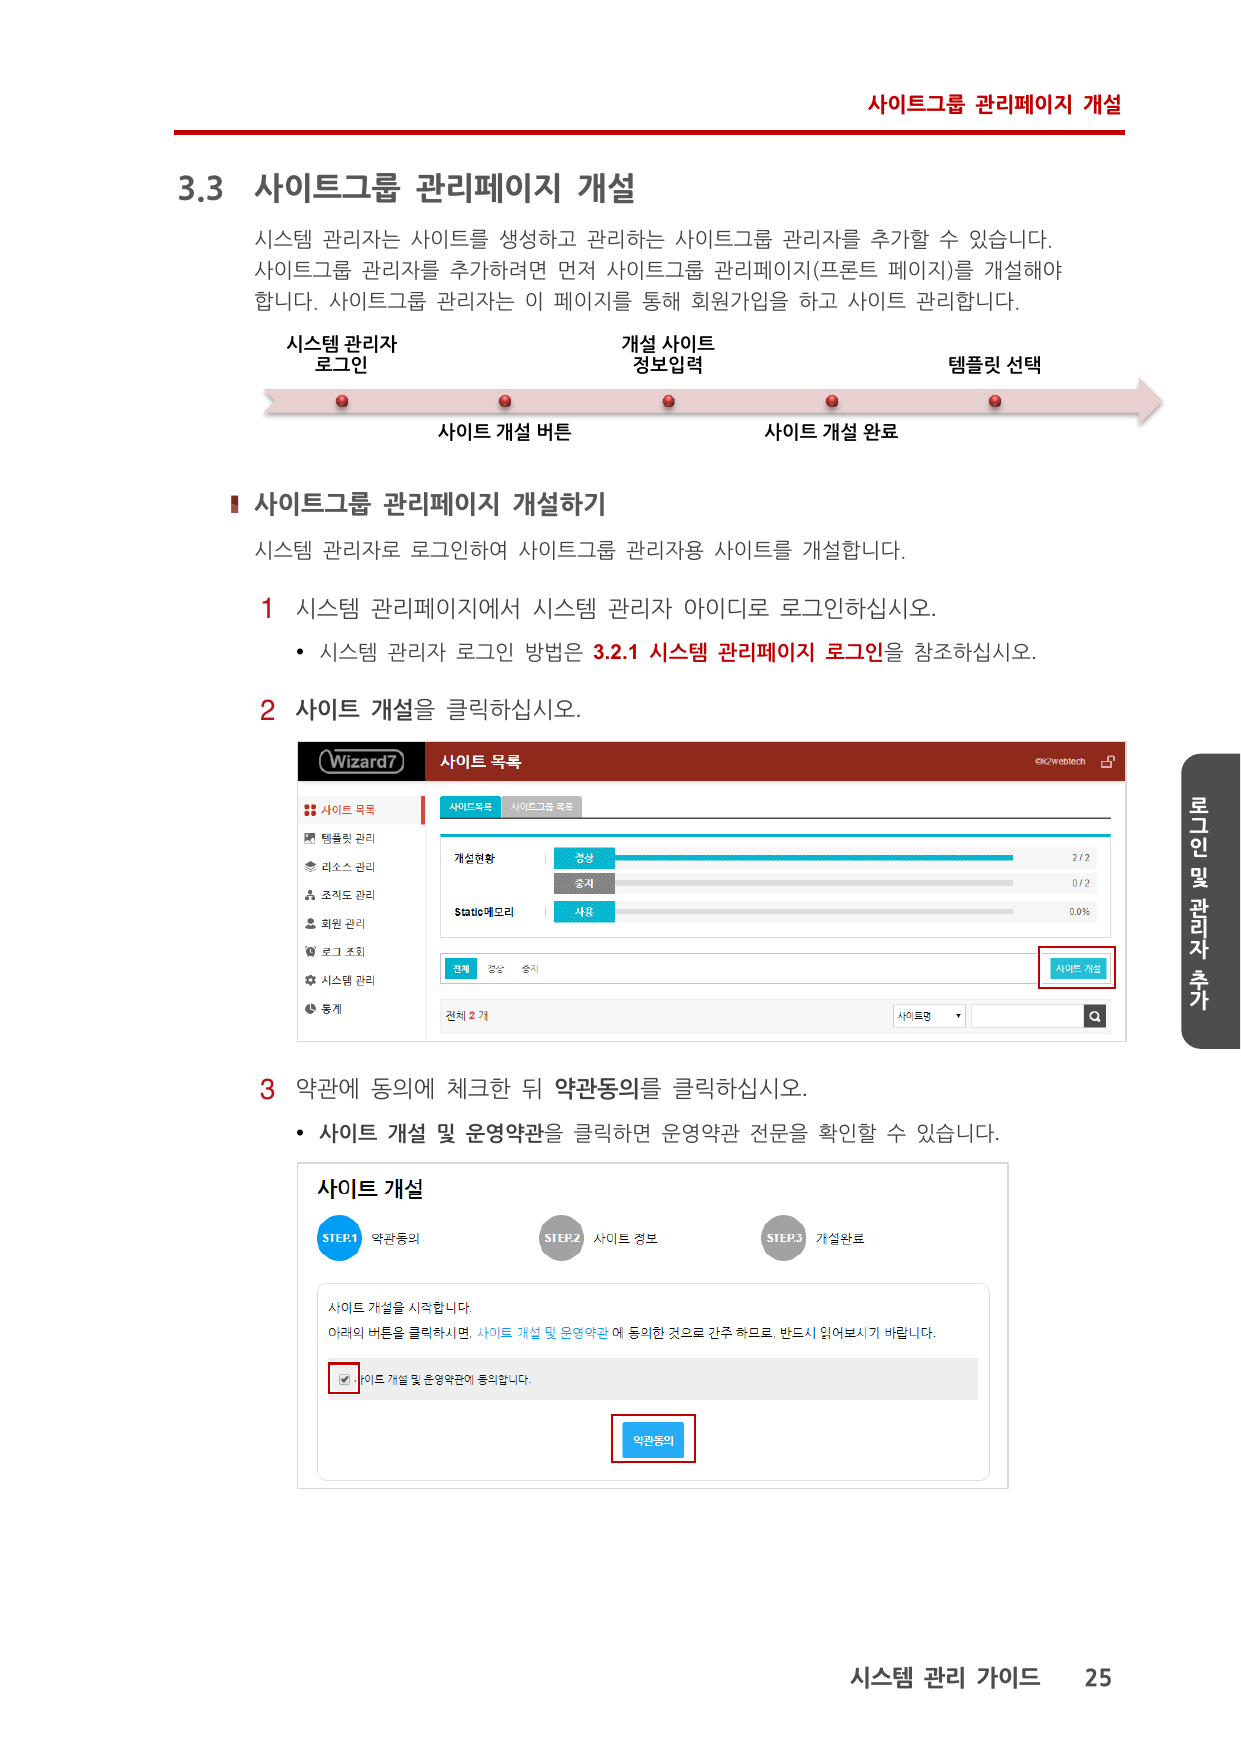 사이트그룹 관리페이지 개설
3.3 사이트그룹 관리페이지 개설
시스템 관리자는 사이트를 생성하고 관리하는 사이트그룹 관리자를 추가할 수 있습니다.
사이트그룹 관리자를 추가하려면 먼저 사이트그룹 관리페이지(프론트 페이지)를 개설해야
합니다. 사이트그룹 관리자는 이 페이지를 통해 회원가입을 하고 사이트 관리합니다.
시스템 관리자
로그인
개설 사이트
정보입력
템플릿 선택
사이트 개설 버튼
사이트 개설 완료
사이트그룹 관리페이지 개설하기
시스템 관리자로 로그인하여 사이트그룹 관리자용 사이트를 개설합니다.
1 시스템 관리페이지에서 시스템 관리자 아이디로 로그인하십시오.
• 시스템 관리자 로그인 방법은 3.2.1 시스템 관리페이지 로그인을 참조하십시오.
2 사이트 개설을 클릭하십시오.
Wizard7
사이트 목록
©k2webtech
사이트 목록
템플릿 관리
리소스 관리
조직도 관리
회원 관리
로그 조회
시스템 관리
통계
사이트목록 사이트그룹 목록
개설현황 정상 2 / 2
중지 0 / 2
Static메모리 사용 0.0%
전체 정상 중지 사이트 개설
전체 2 개 사이트명
로그인 및 관리자 추가
3 약관에 동의에 체크한 뒤 약관동의를 클릭하십시오.
• 사이트 개설 및 운영약관을 클릭하면 운영약관 전문을 확인할 수 있습니다.
사이트 개설
STEP.1 약관동의 STEP.2 사이트 정보 STEP.3 개설완료
사이트 개설을 시작합니다.
아래의 버튼을 클릭하시면, 사이트 개설 및 운영약관 에 동의한 것으로 간주 하므로, 반드시 읽어보시기 바랍니다.
사이트 개설 및 운영약관에 동의합니다.
약관동의
시스템 관리 가이드 25